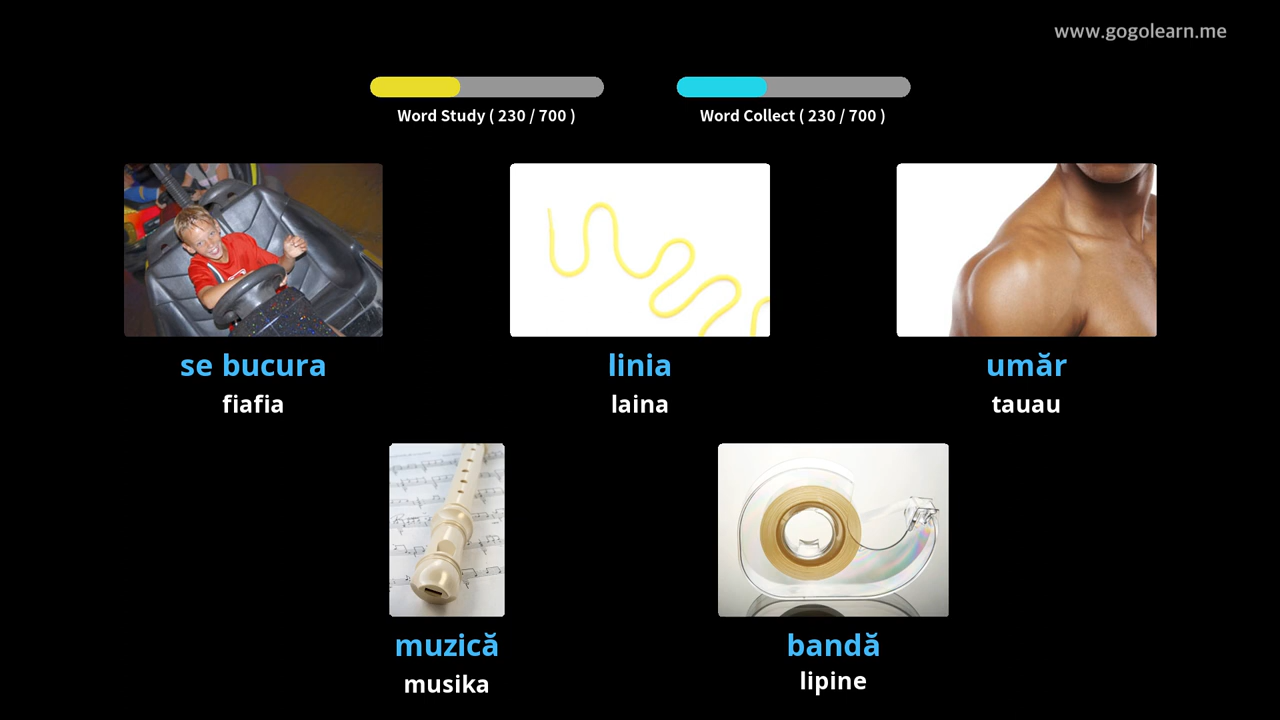 www.gogolearn.me
Word Study ( 230 / 700 )
Word Collect ( 230 / 700 )
se bucura
fiafia
linia
laina
umăr
tauau
muzică
musika
bandă
lipine